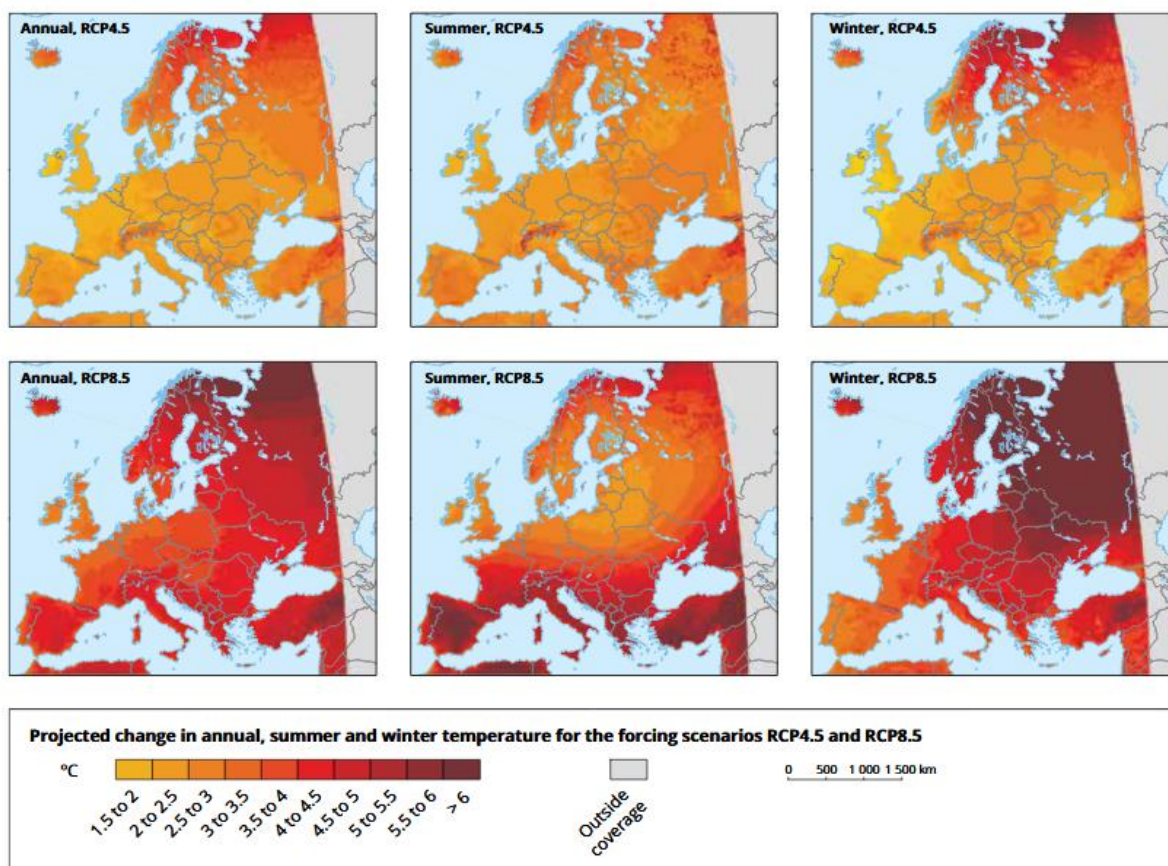 Annual, RCP4.5
Summer, RCP4.5
Winter, RCP4.5
Annual, RCP8.5
Summer, RCP8.5
Winter, RCP8.5
Projected change in annual, summer and winter temperature for the forcing scenarios RCP4.5 and RCP8.5
°C
1.5 to 2
2 to 2.5
2.5 to 3
3 to 3.5
3.5 to 4
4 to 4.5
4.5 to 5
5 to 5.5
5.5 to 6
> 6
Outside
coverage
0 500 1 000 1 500 km